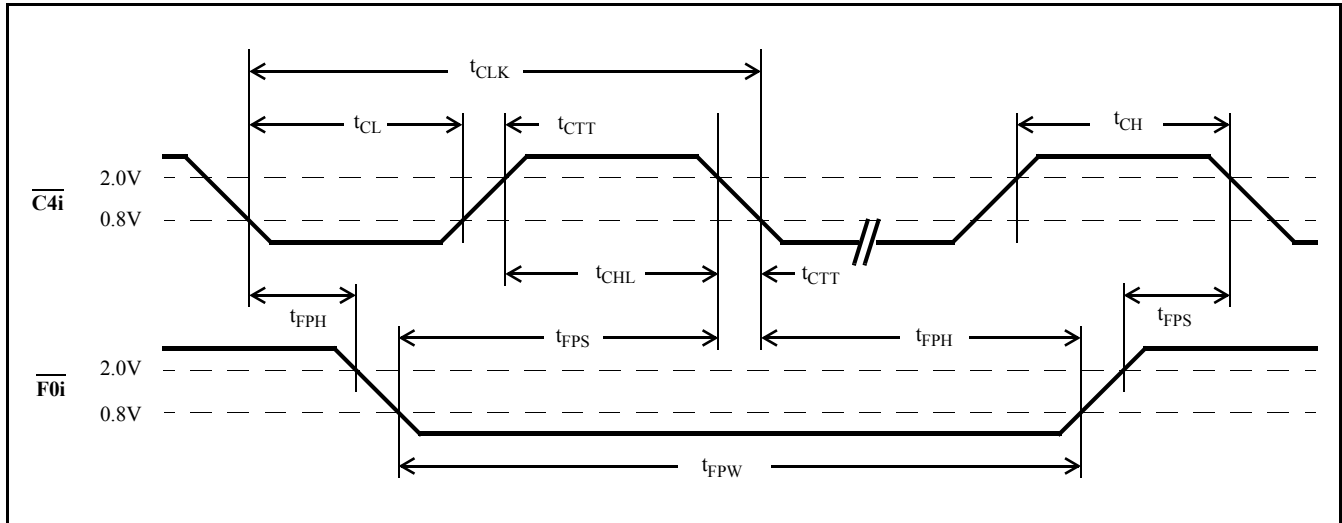 tCLK
tCL
tCTT
tCH
2.0V
C4i
0.8V
tCHL
tCTT
tFPH
tFPS
tFPS
tFPH
2.0V
F0i
0.8V
tFPW